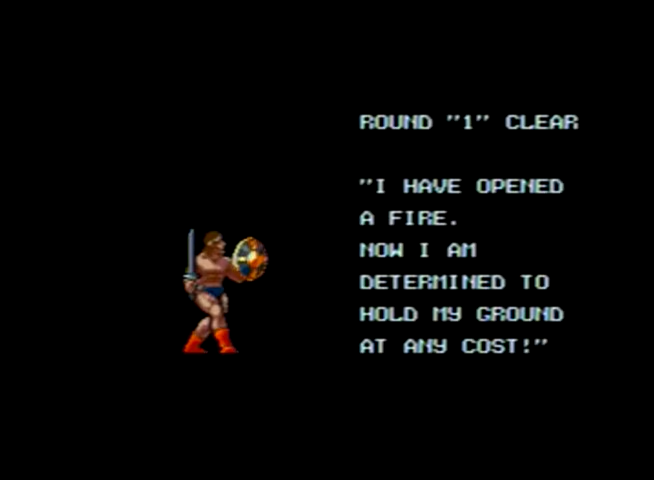 ROUND "1" CLEAR
"I HAVE OPENED
A FIRE.
NOW I AM
DETERMINED TO
HOLD MY GROUND
AT ANY COST!"